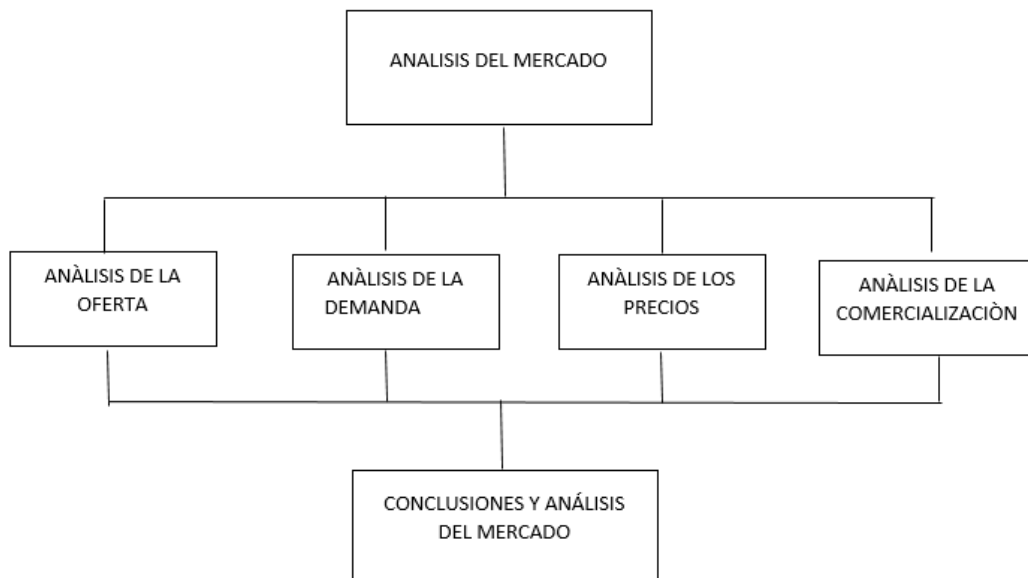 ANALISIS DEL MERCADO
ANÀLISIS DE LA
OFERTA
ANÀLISIS DE LA
DEMANDA
ANÀLISIS DE LOS
PRECIOS
ANÀLISIS DE LA
COMERCIALIZACIÒN
CONCLUSIONES Y ANÁLISIS
DEL MERCADO